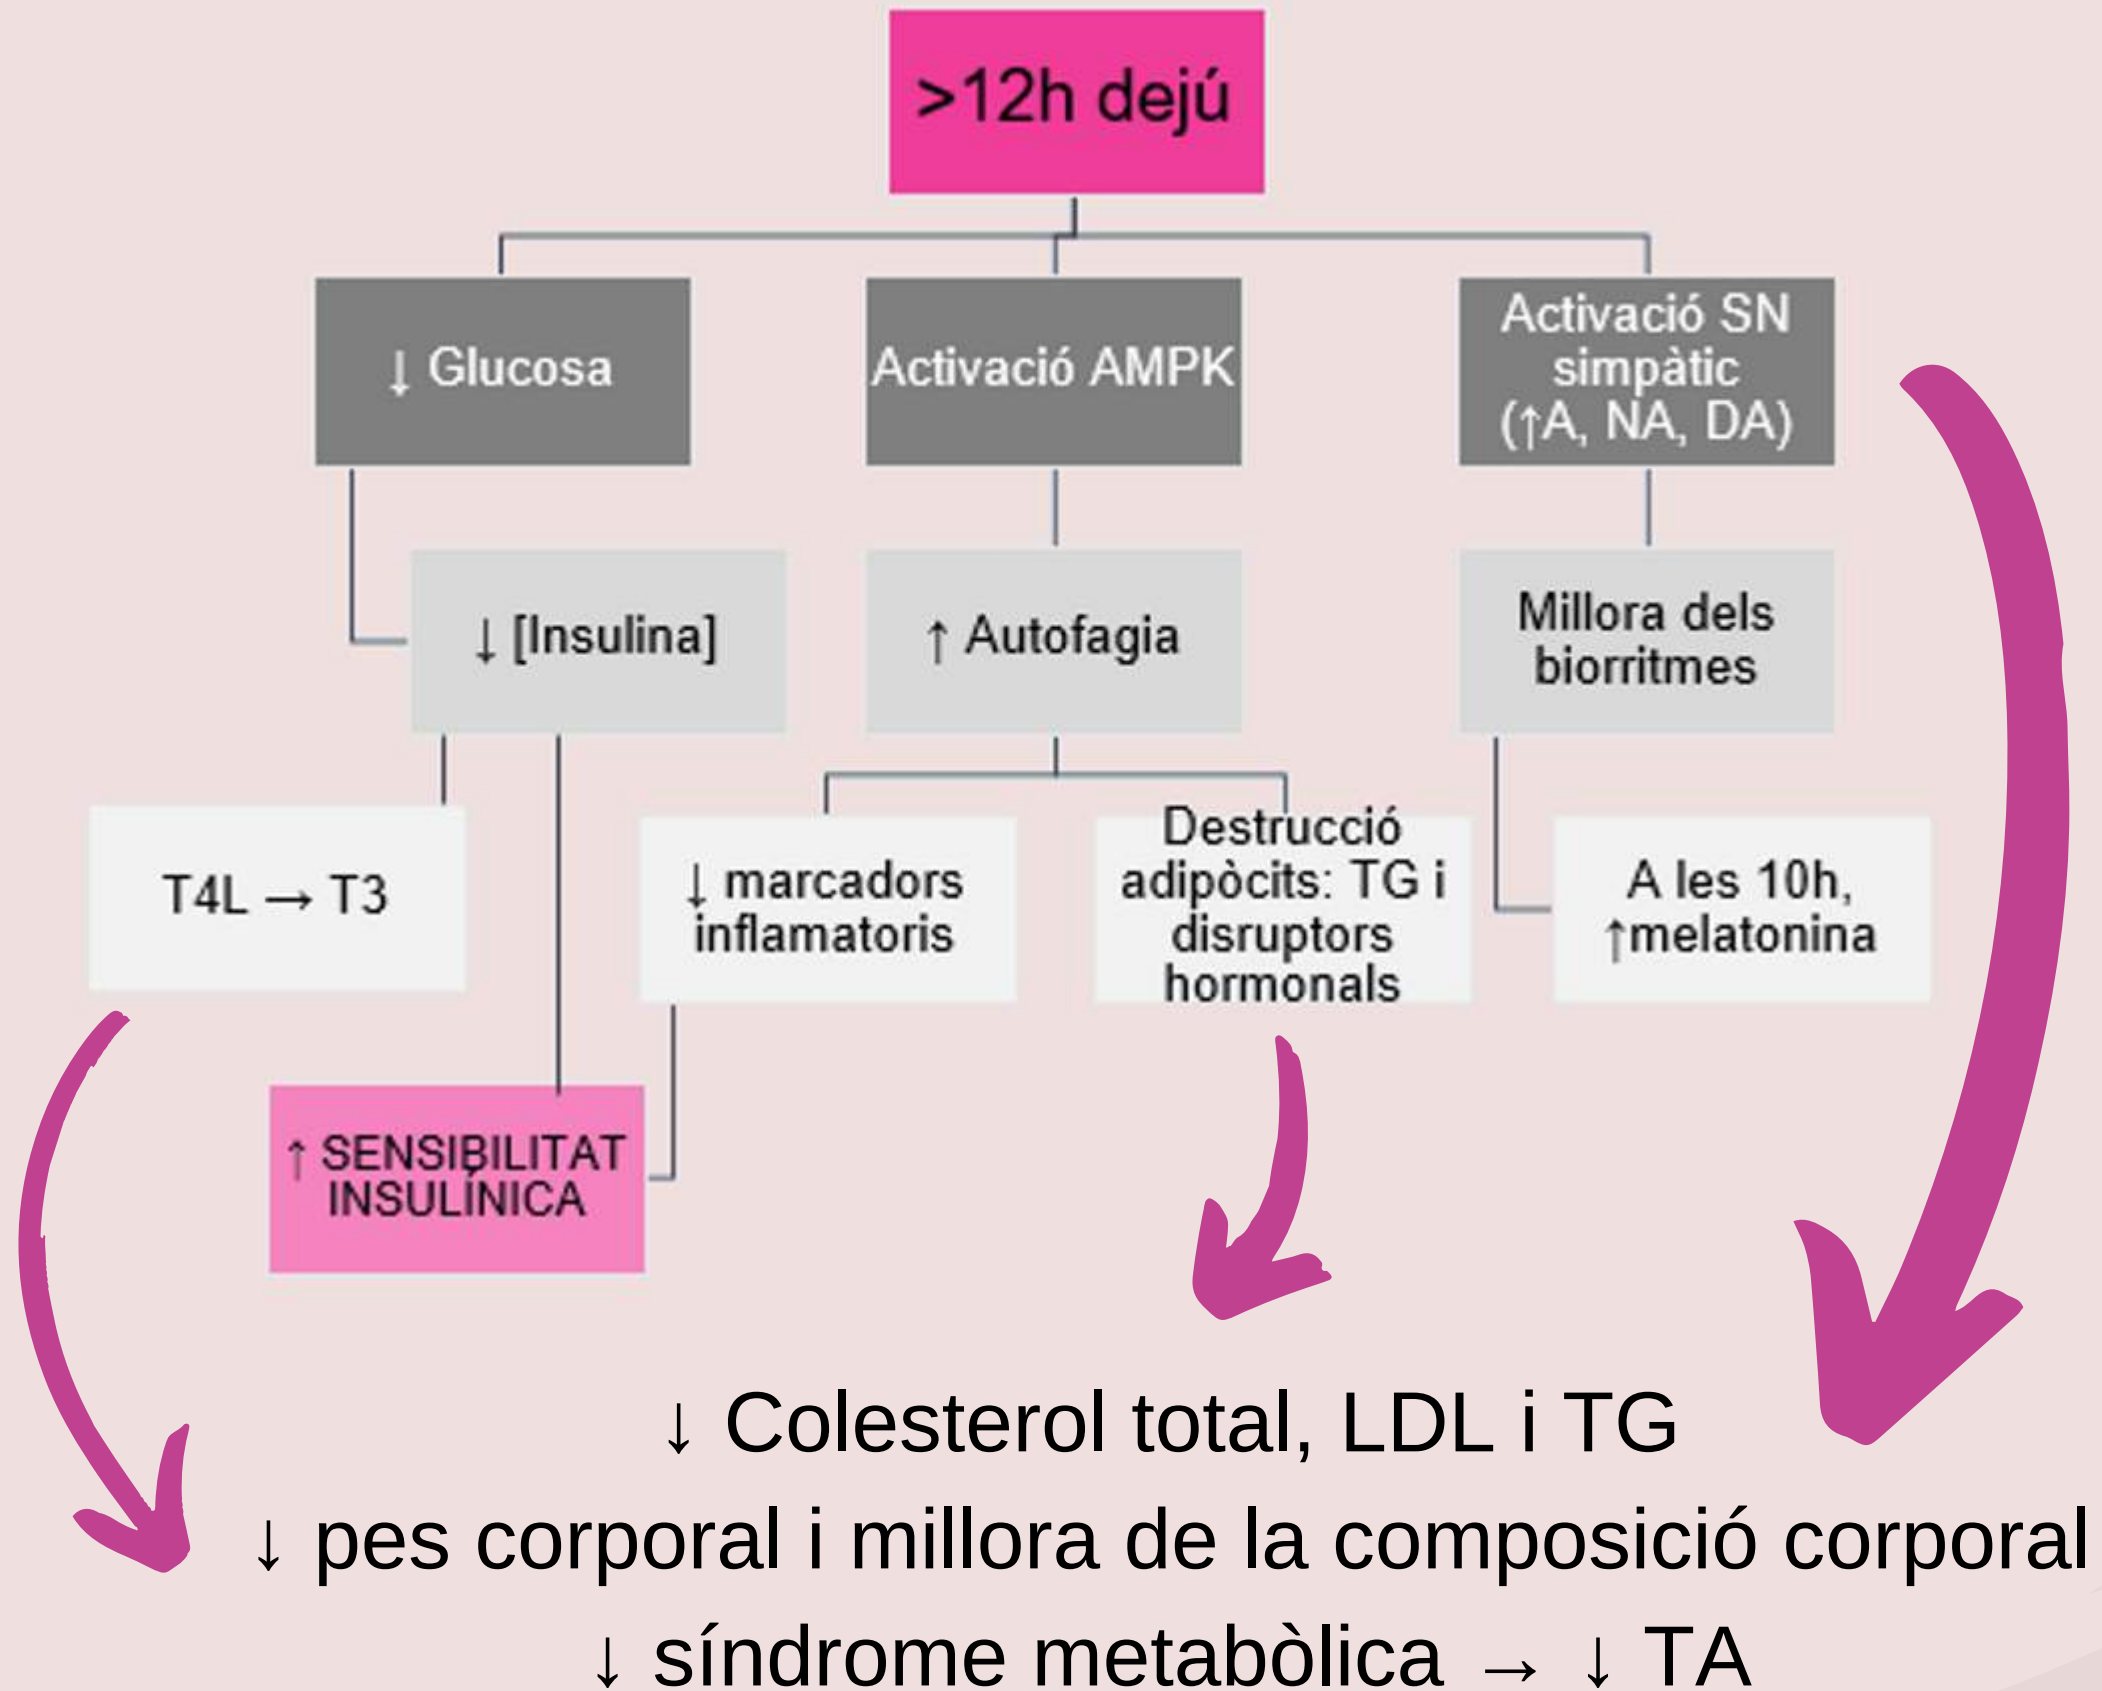 >12h dejú
↓ Glucosa
Activació AMPK
Activació SN
simpàtic
(↑A, NA, DA)
↓ [Insulina]
↑ Autofagia
Millora dels
biorritmes
T4L → T3
↓ marcadors
inflamatoris
Destrucció
adipòcits: TG i
disruptors
hormonals
A les 10h,
↑melatonina
↑ SENSIBILITAT
INSULÍNICA
↓ Colesterol total, LDL i TG
↓ pes corporal i millora de la composició corporal
↓ síndrome metabòlica → ↓ TA